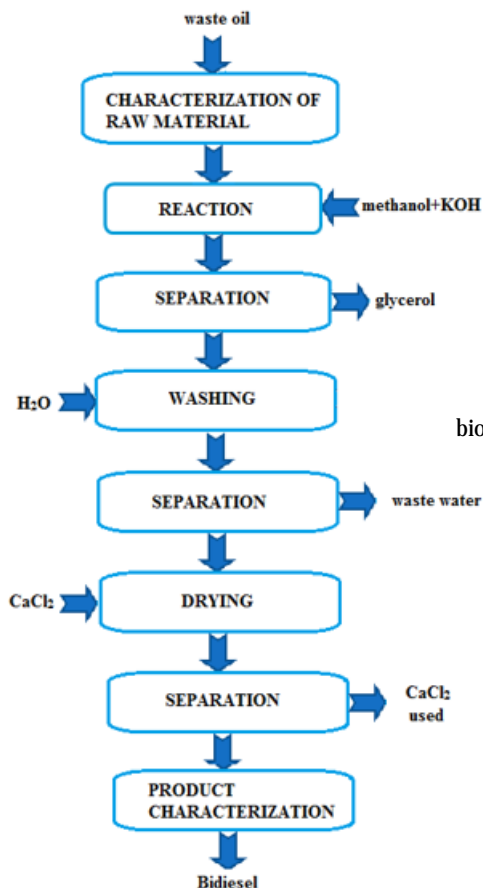 waste oil
CHARACTERIZATION OF
RAW MATERIAL
REACTION
methanol+KOH
SEPARATION
glycerol
H₂O
WASHING
bio
SEPARATION
waste water
CaCl₂
DRYING
SEPARATION
CaCl₂
used
PRODUCT
CHARACTERIZATION
Bidiesel